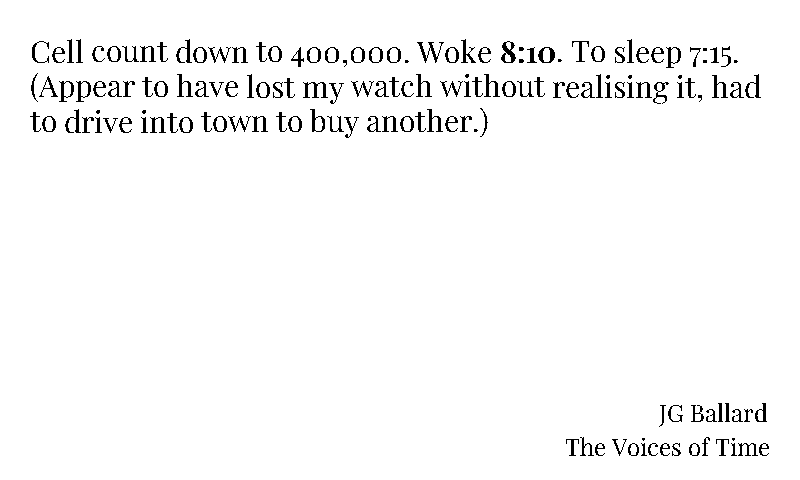 Cell count down to 400,000. Woke 8:10. To sleep 7:15.
(Appear to have lost my watch without realising it, had
to drive into town to buy another.)
JG Ballard
The Voices of Time